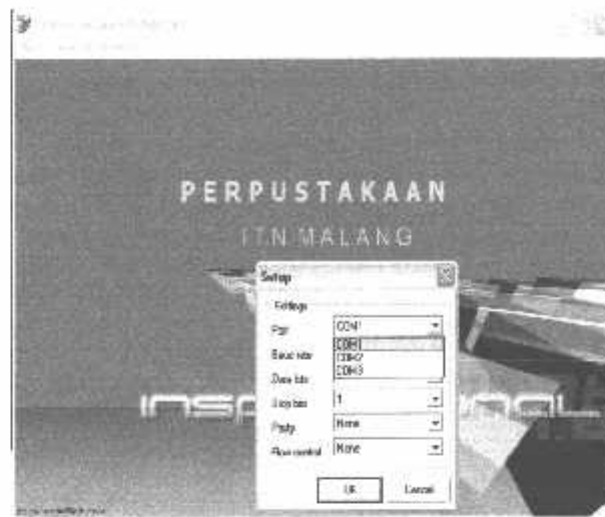 PERPUSTAKAAN
ITN MALANG
Setup
Settings
Port
COM1
COM1
COM2
COM3
Baud rate
Data bits
Stop bits
1
Parity
None
Flow control
None
OK
Cancel